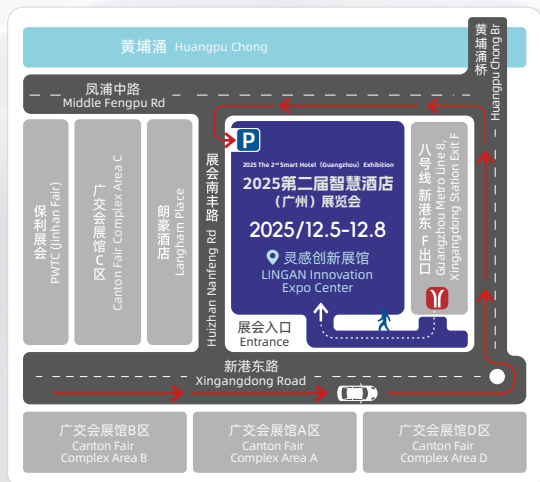 黄埔涌 Huangpu Chong
黄埔涌桥
Huangpu Chong Br
凤浦中路
Middle Fengpu Rd
保利展会
PWTC (Jinhan Fair)
广交会展馆C区
Canton Fair Complex Area C
朗豪酒店
Langham Place
展会南丰路
Huizhan Nanfeng Rd
P
2025 The 2nd Smart Hotel (Guangzhou) Exhibition
2025第二届智慧酒店
（广州）展览会
2025/12.5-12.8
灵感创新展馆
LINGAN Innovation
Expo Center
八号线 新港东 F出口
Guangzhou Metro Line 8,
Xingangdong Station Exit F
展会入口
Entrance
新港东路
Xingangdong Road
广交会展馆B区
Canton Fair
Complex Area B
广交会展馆A区
Canton Fair
Complex Area A
广交会展馆D区
Canton Fair
Complex Area D